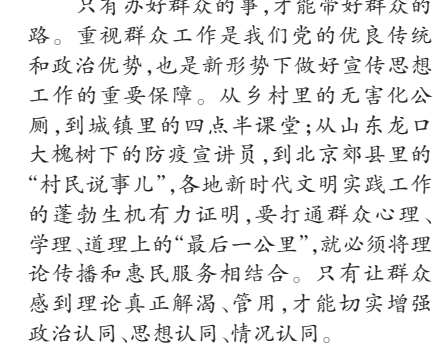 只有办好群众的事,才能带好群众的
路。重视群众工作是我们党的优良传统
和政治优势,也是新形势下做好宣传思想
工作的重要保障。从乡村里的无害化公
厕,到城镇里的四点半课堂;从山东龙口
大槐树下的防疫宣讲员,到北京郊县里的
“村民说事儿”,各地新时代文明实践工作
的蓬勃生机有力证明,要打通群众心理、
学理、道理上的“最后一公里”,就必须将理
论传播和惠民服务相结合。只有让群众
感到理论真正解渴、管用,才能切实增强
政治认同、思想认同、情况认同。